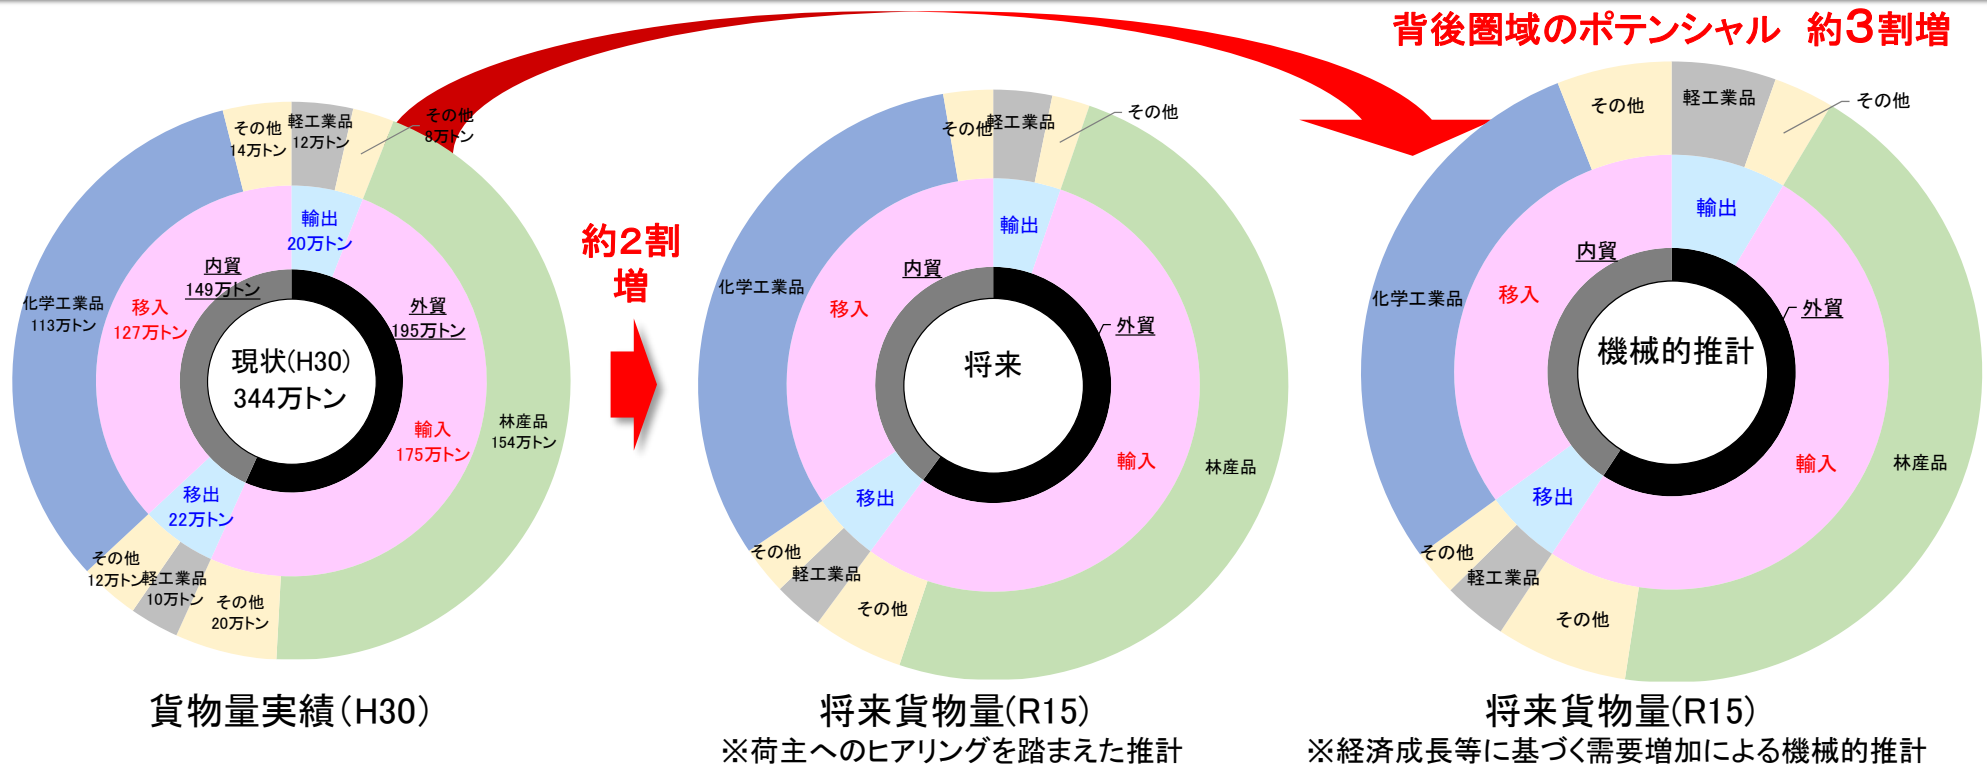 背後圏域のポテンシャル 約3割増
その他
14万トン
軽工業品
12万トン
その他
8万トン
輸出
20万トン
内貿
149万トン
外貿
195万トン
化学工業品
113万トン
移入
127万トン
現状(H30)
344万トン
輸入
175万トン
林産品
154万トン
移出
22万トン
その他
12万トン
軽工業品
10万トン
その他
20万トン
貨物量実績(H30)
約2割
増
その他
軽工業品
その他
輸出
内貿
化学工業品
移入
外貿
将来
輸入
林産品
移出
その他
軽工業品
その他
将来貨物量(R15)
※荷主へのヒアリングを踏まえた推計
その他
軽工業品
その他
輸出
内貿
化学工業品
移入
外貿
機械的推計
輸入
林産品
移出
その他
軽工業品
その他
将来貨物量(R15)
※経済成長等に基づく需要増加による機械的推計